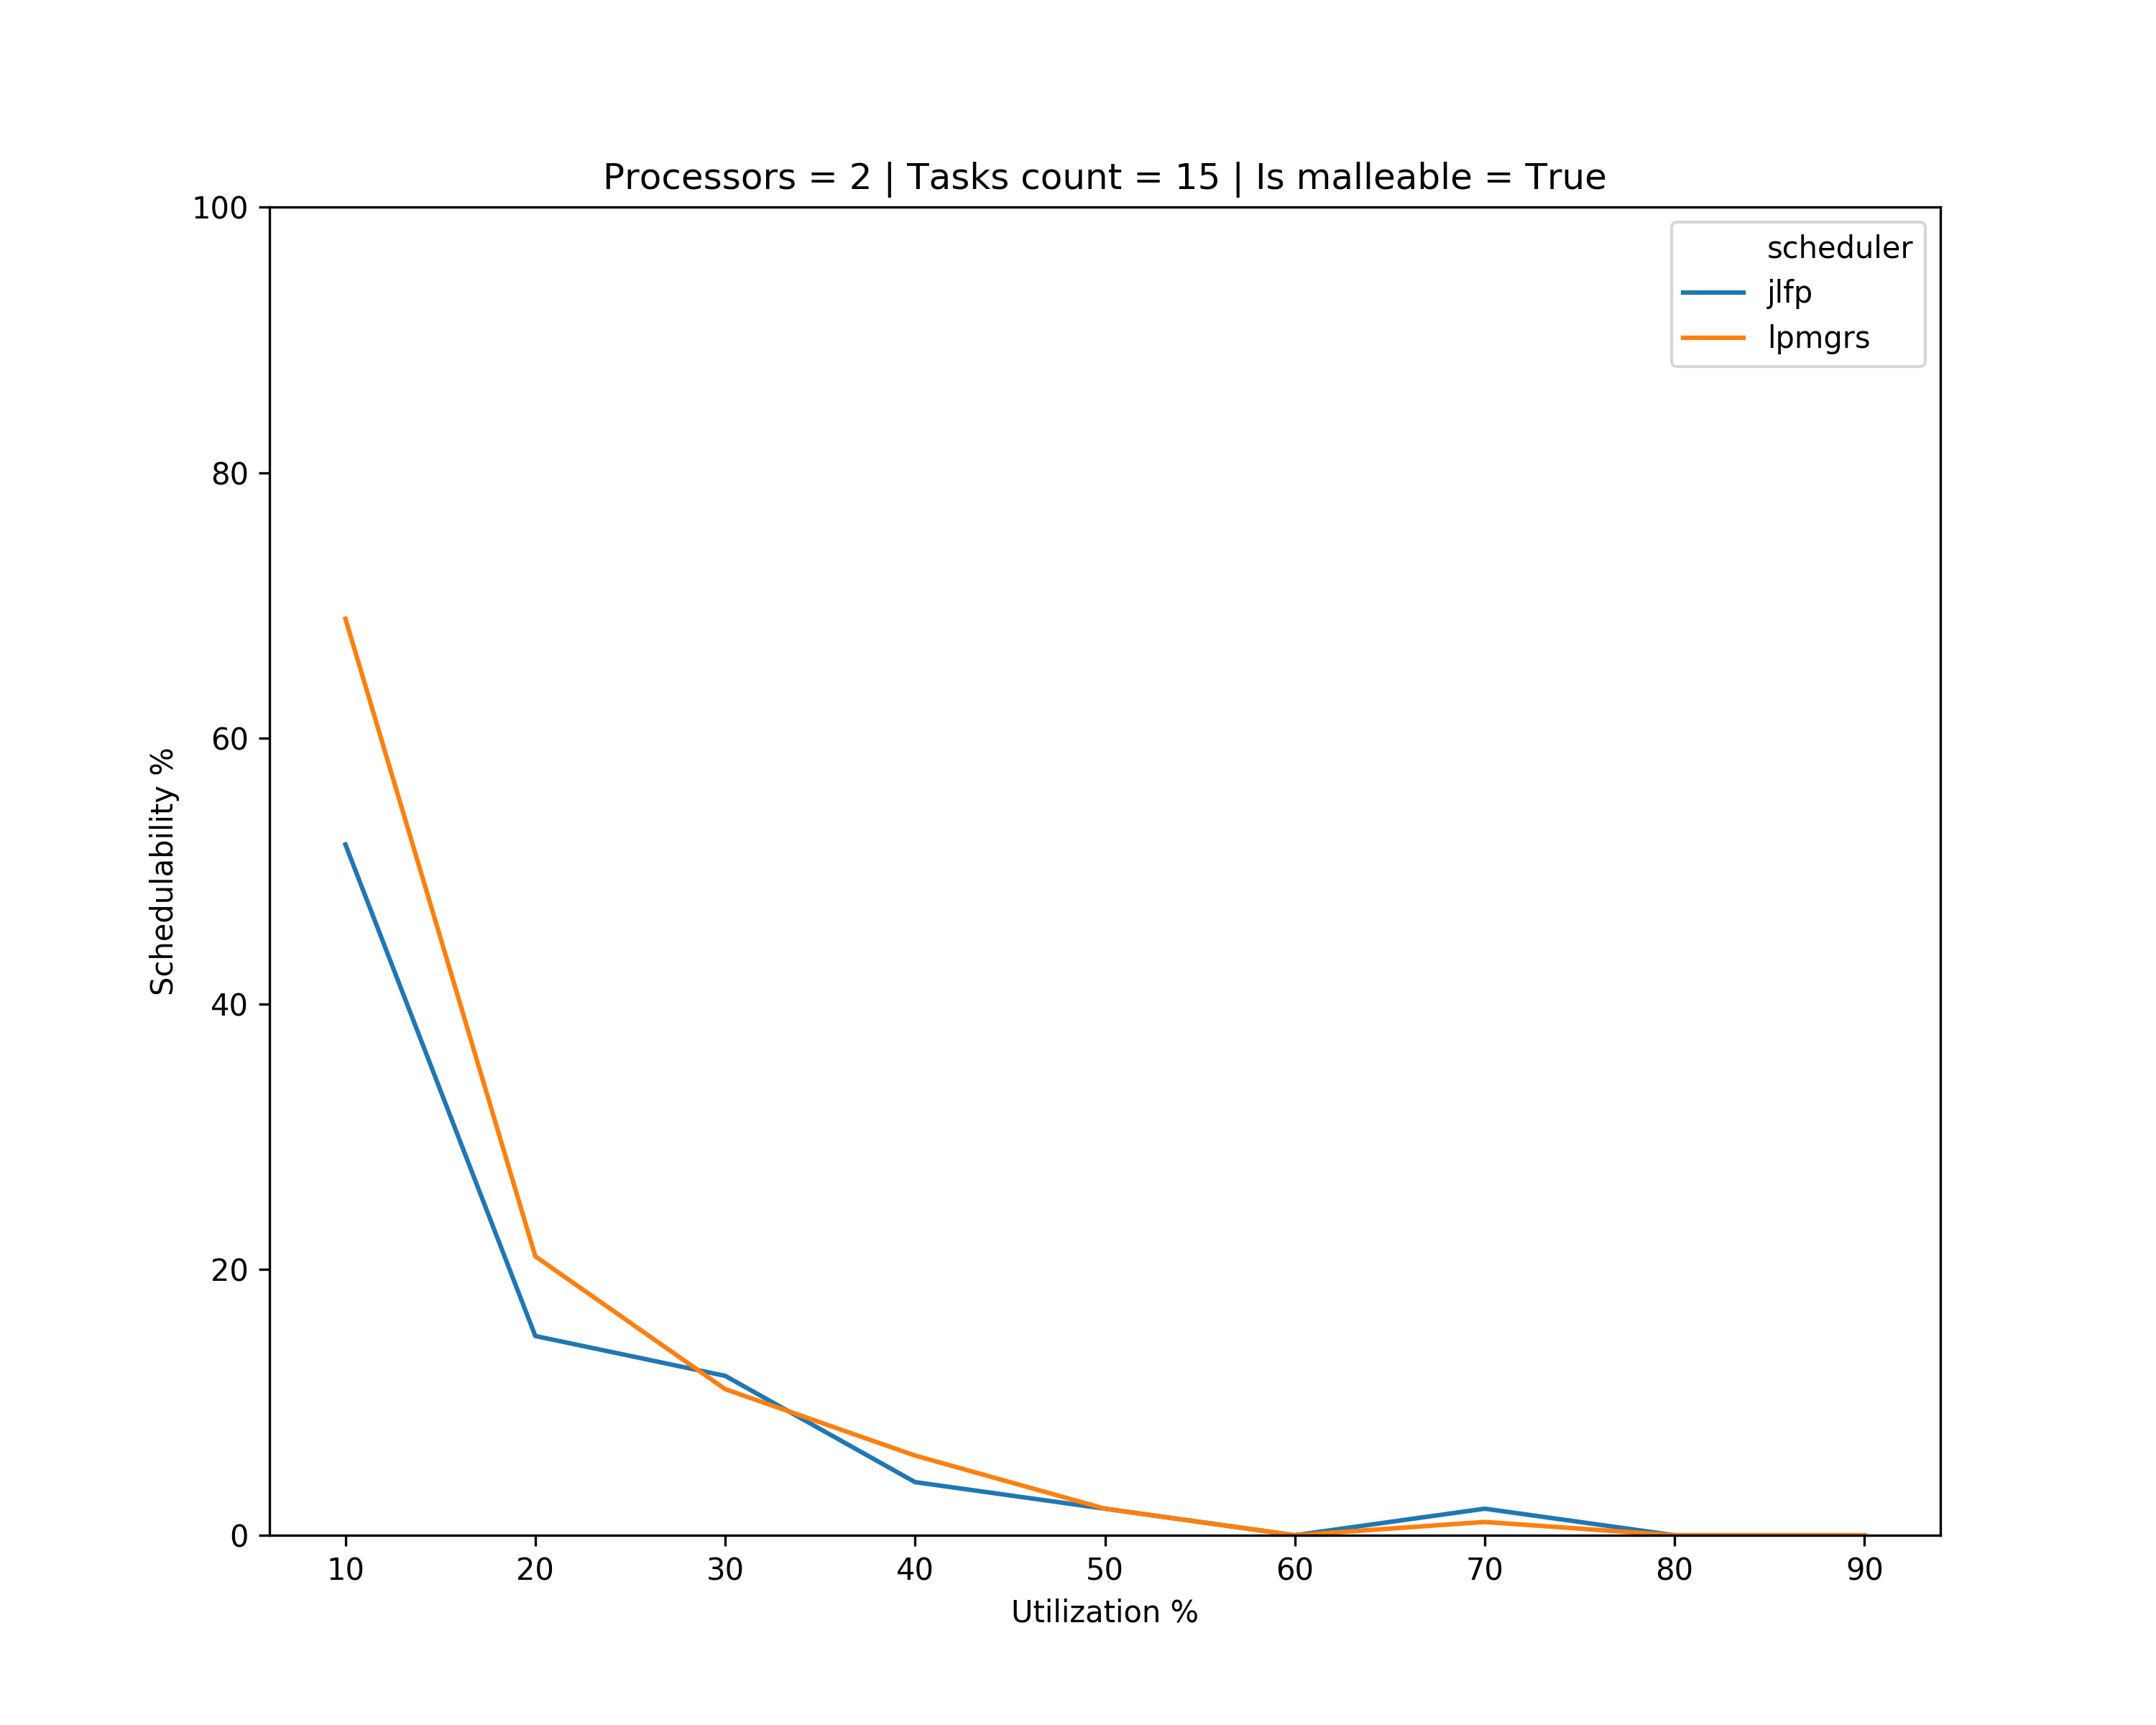 Processors = 2 | Tasks count = 15 | Is malleable = True
100
80
60
40
20
0
Schedulability %
scheduler
jlfp
lpmgrs
10 20 30 40 50 60 70 80 90
Utilization %